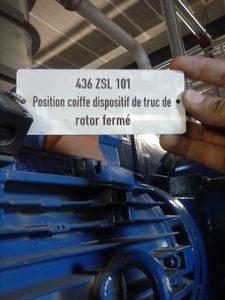 436 ZSL 101
Position coiffe dispositif de truc de
rotor fermé